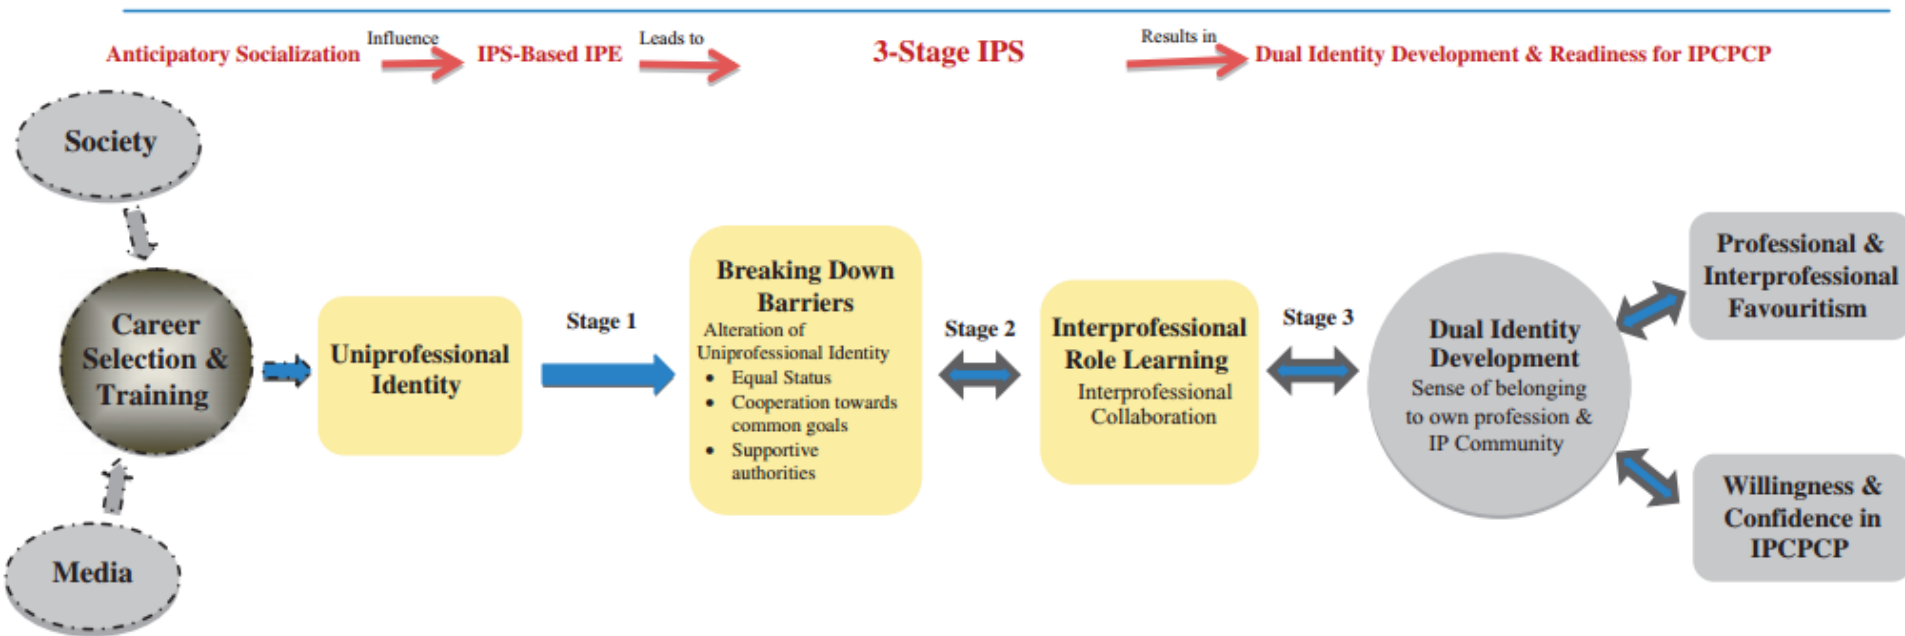 Anticipatory Socialization
Influence
IPS-Based IPE
Leads to
3-Stage IPS
Results in
Dual Identity Development & Readiness for IPCPCP
Society
Career
Selection &
Training
Media
Uniprofessional
Identity
Stage 1
Breaking Down
Barriers
Alteration of
Uniprofessional Identity
• Equal Status
• Cooperation towards
common goals
• Supportive
authorities
Stage 2
Interprofessional
Role Learning
Interprofessional
Collaboration
Stage 3
Dual Identity
Development
Sense of belonging
to own profession &
IP Community
Professional &
Interprofessional
Favouritism
Willingness &
Confidence in
IPCPCP